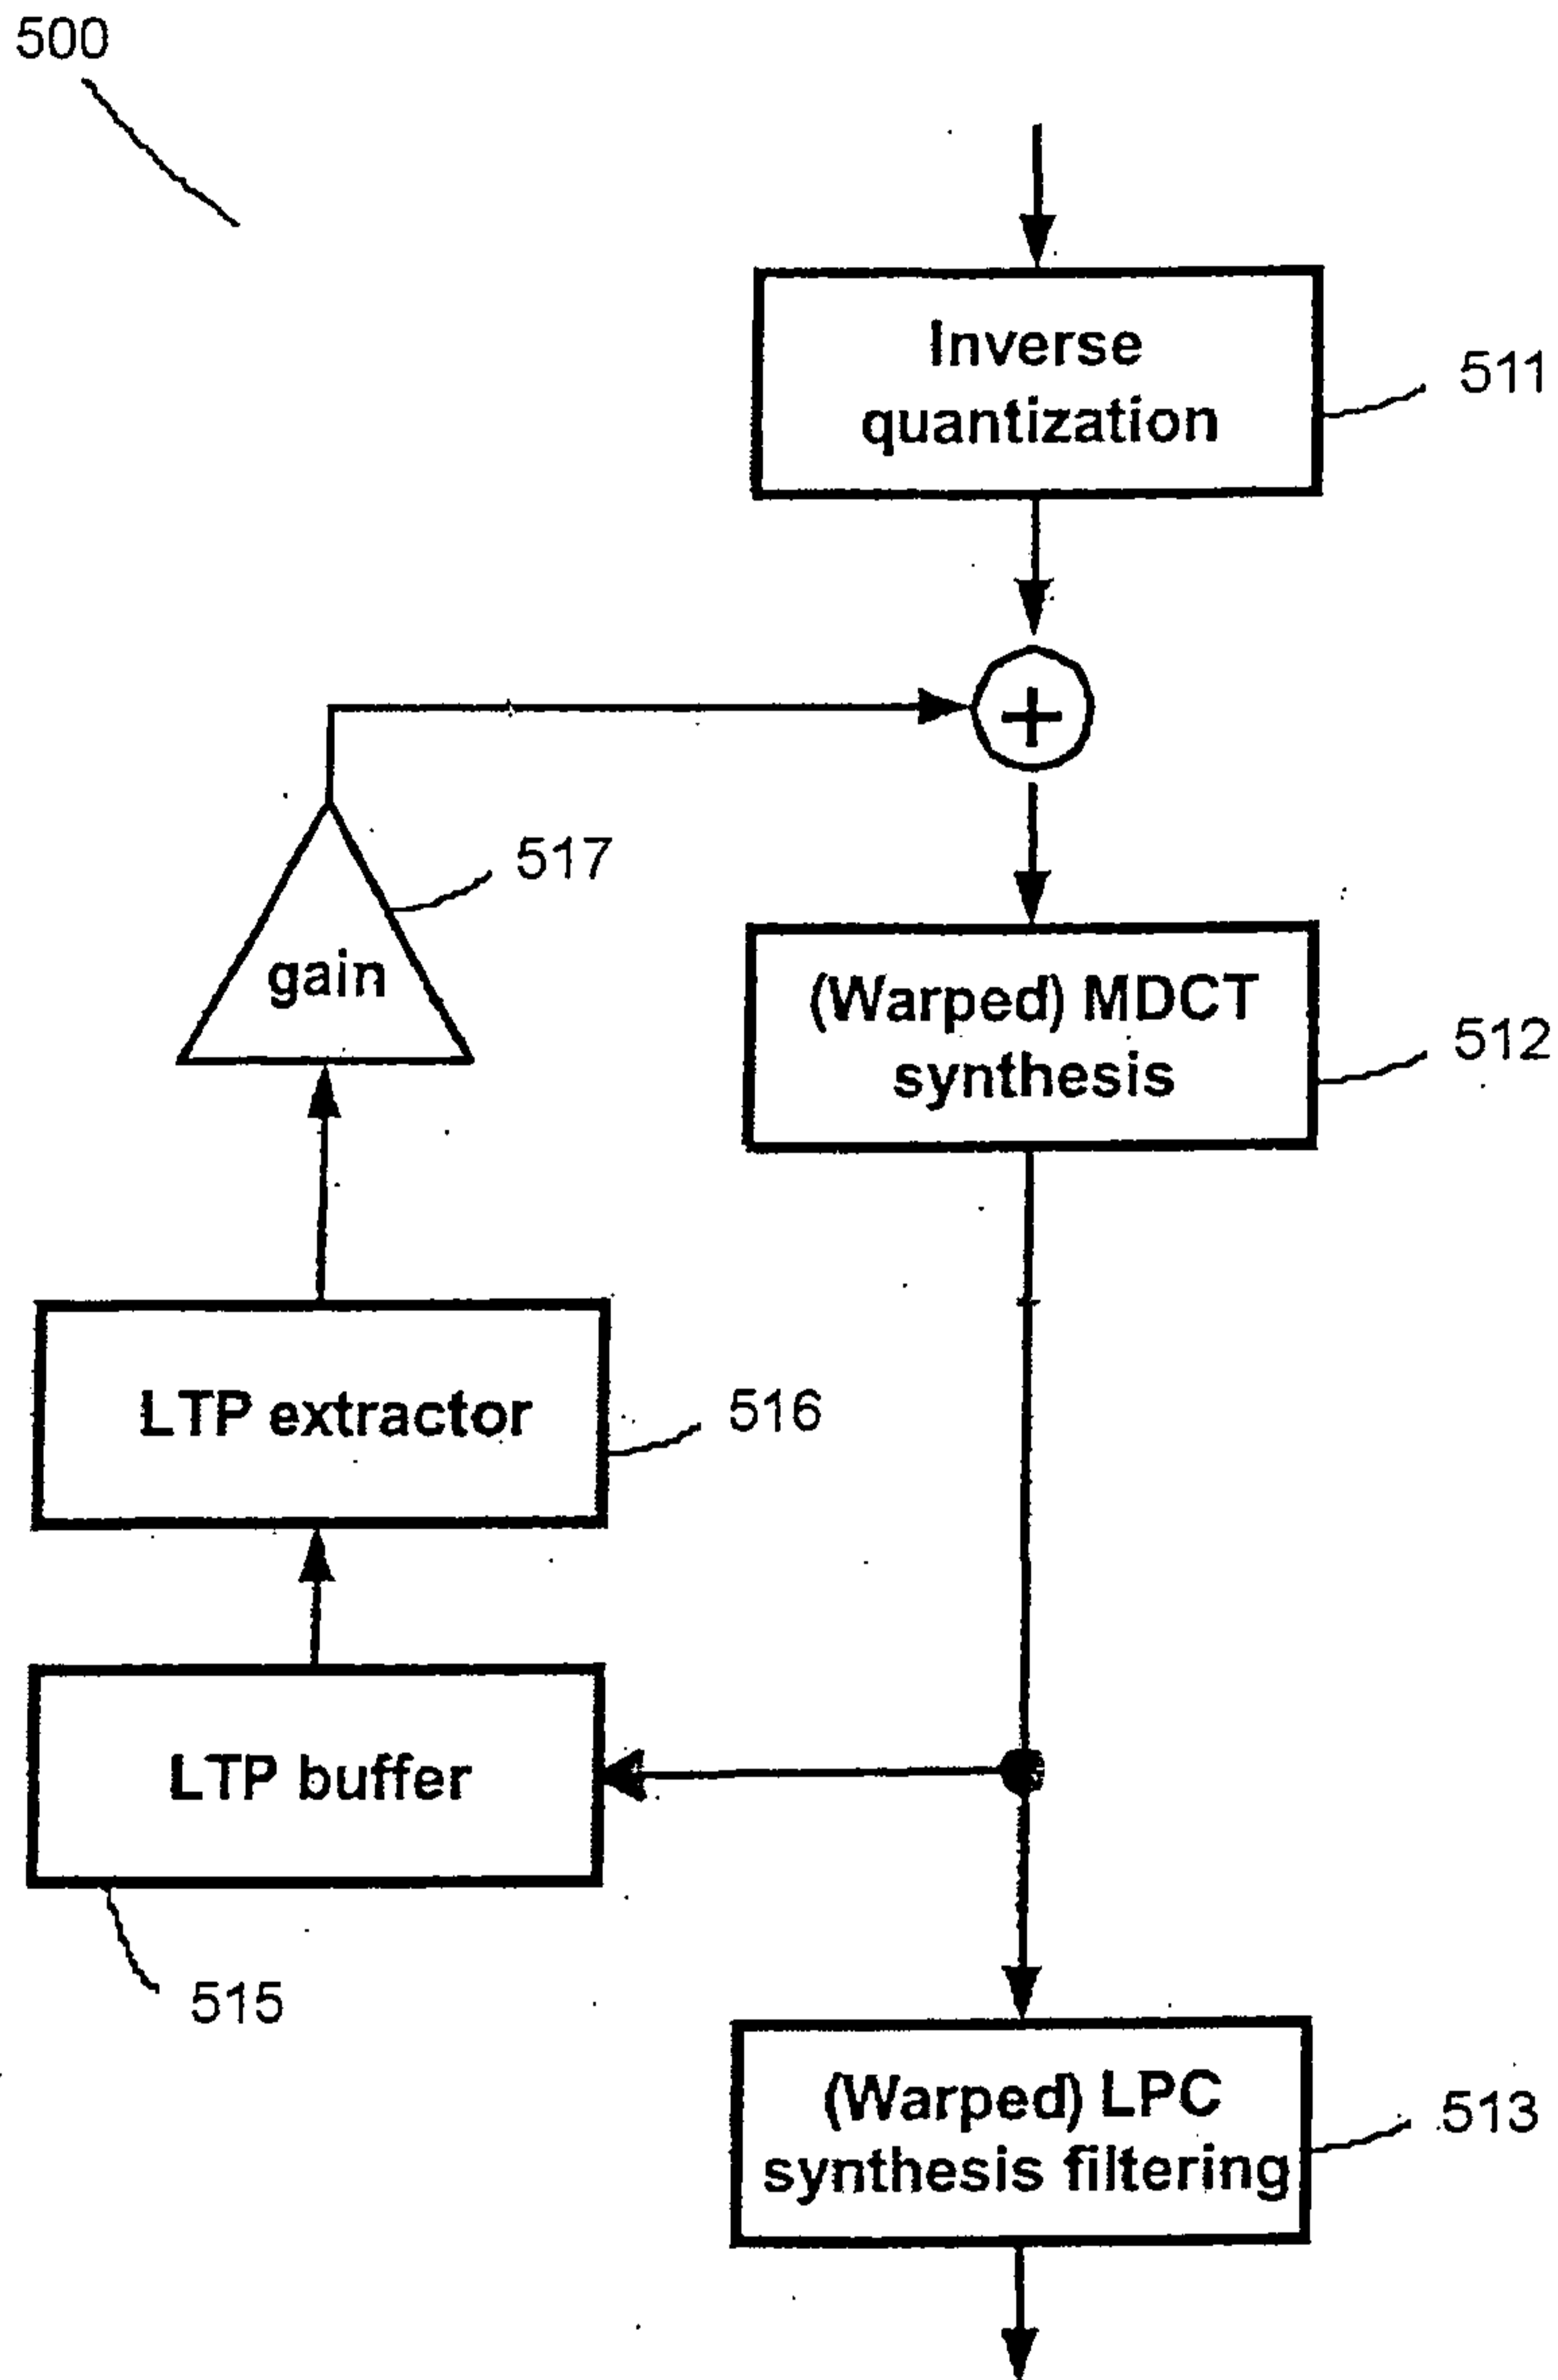 500
Inverse
quantization
511
+
517
gain
(Warped) MDCT
synthesis
512
LTP extractor
516
LTP buffer
515
(Warped) LPC
synthesis filtering
513